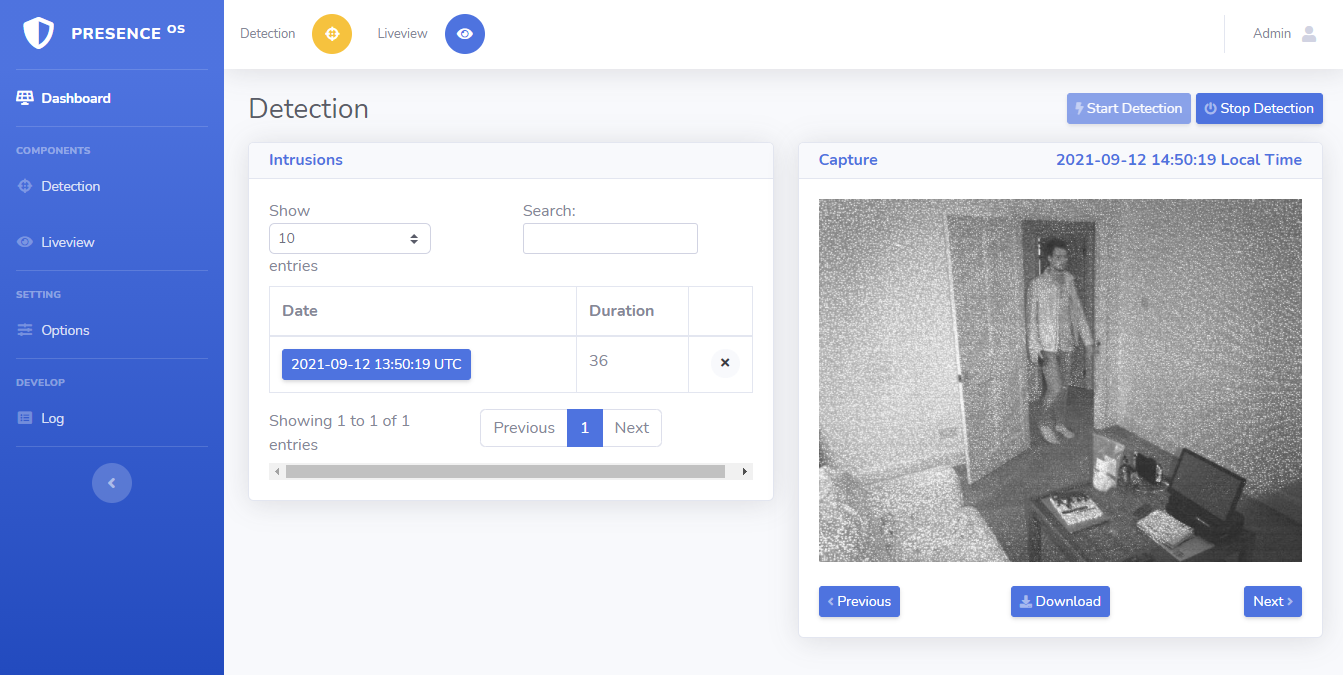 PRESENCE OS
Detection
Liveview
Admin
Dashboard
COMPONENTS
Detection
Liveview
SETTING
Options
DEVELOP
Log
Detection
Start Detection
Stop Detection
Intrusions
Show
10
entries
Search:
Date Duration
2021-09-12 13:50:19 UTC 36
Showing 1 to 1 of 1
entries
Previous 1 Next
Capture
2021-09-12 14:50:19 Local Time
Previous
Download
Next